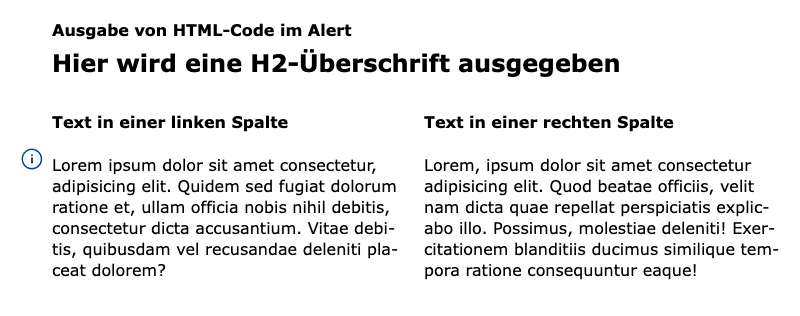 Ausgabe von HTML-Code im Alert
Hier wird eine H2-Überschrift ausgegeben
Text in einer linken Spalte
Lorem ipsum dolor sit amet consectetur,
adipisicing elit. Quidem sed fugiat dolorum
ratione et, ullam officia nobis nihil debitis,
consectetur dicta accusantium. Vitae debi-
tis, quibusdam vel recusandae deleniti pla-
ceat dolorem?
Text in einer rechten Spalte
Lorem, ipsum dolor sit amet consectetur
adipisicing elit. Quod beatae officiis, velit
nam dicta quae repellat perspiciatis explic-
abo illo. Possimus, molestiae deleniti! Exer-
citationem blanditiis ducimus similique tem-
pora ratione consequuntur eaque!